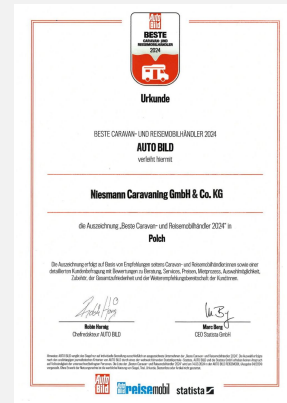 Auto
Bild
BESTE
CARAVAN- UND
REISEMOBILHÄNDLER
2024
Urkunde
BESTE CARAVAN- UND REISEMOBILHÄNDLER 2024
AUTO BILD
verleiht hiermit
Niesmann Caravaning GmbH & Co. KG
die Auszeichnung „Beste Caravan- und Reisemobilhändler 2024" in
Polch
Die Auszeichnung erfolgt auf Basis von Empfehlungen seitens Caravan- und Reisemobilhändler:innen sowie einer
detaillierten Kundenbefragung mit Bewertungen zu Beratung, Services, Preisen, Mietprozess, Auswahlmöglichkeit,
Zubehör, der Gesamtzufriedenheit und der Weiterempfehlungsbereitschaft der Kund:innen.
Robin Hornig
Chefredakteur AUTO BILD
Marc Berg
CEO Statista GmbH
Auto
Bild
reisemobil
statista